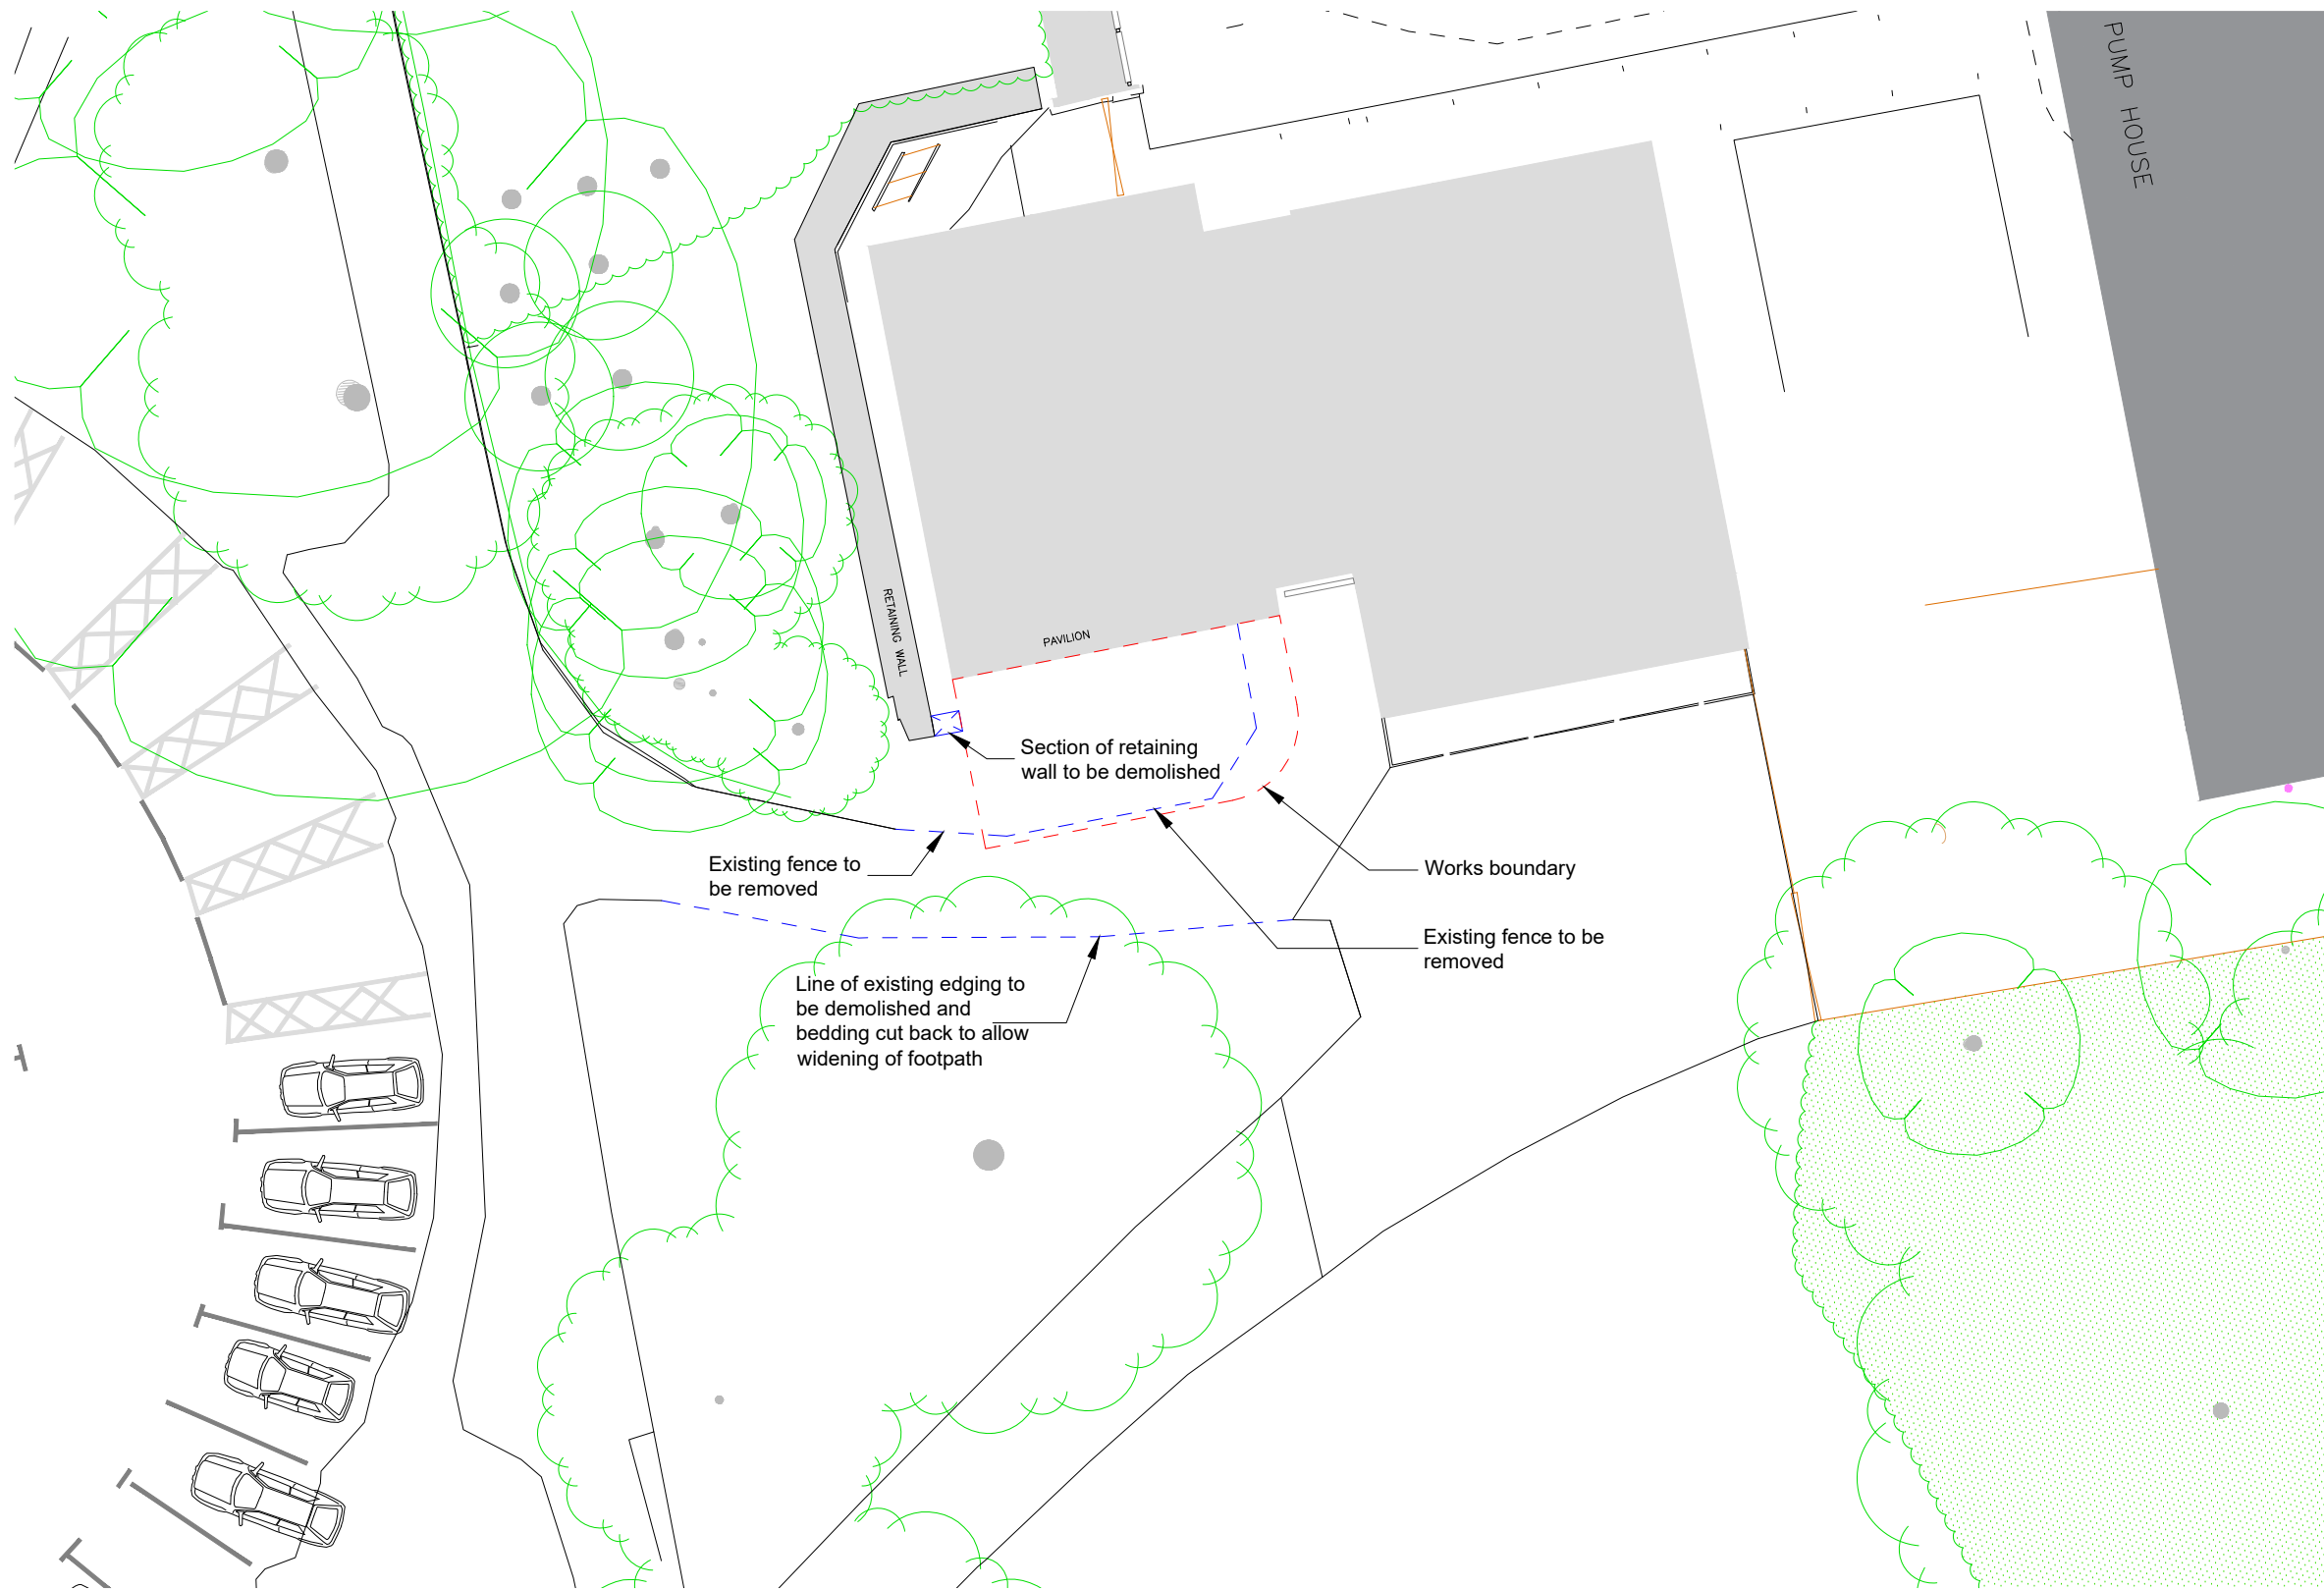 PUMP HOUSE
RETAINING WALL
PAVILION
Section of retaining
wall to be demolished
Existing fence to
be removed
Works boundary
Existing fence to be
removed
Line of existing edging to
be demolished and
bedding cut back to allow
widening of footpath